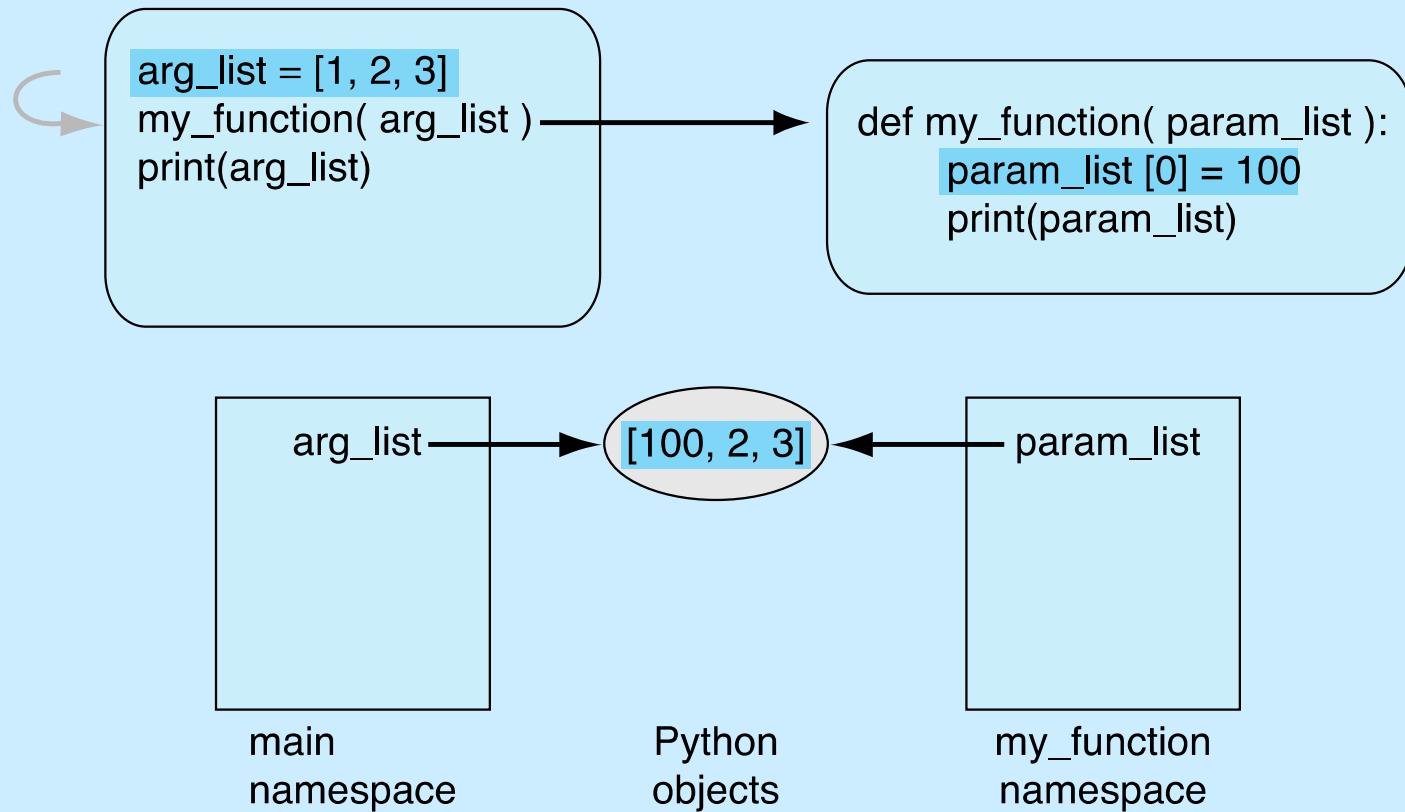 arg_list = [1, 2, 3]
my_function( arg_list )
print(arg_list)
def my_function( param_list ):
param_list [0] = 100
print(param_list)
arg_list
[100, 2, 3]
param_list
main
namespace
Python
objects
my_function
namespace